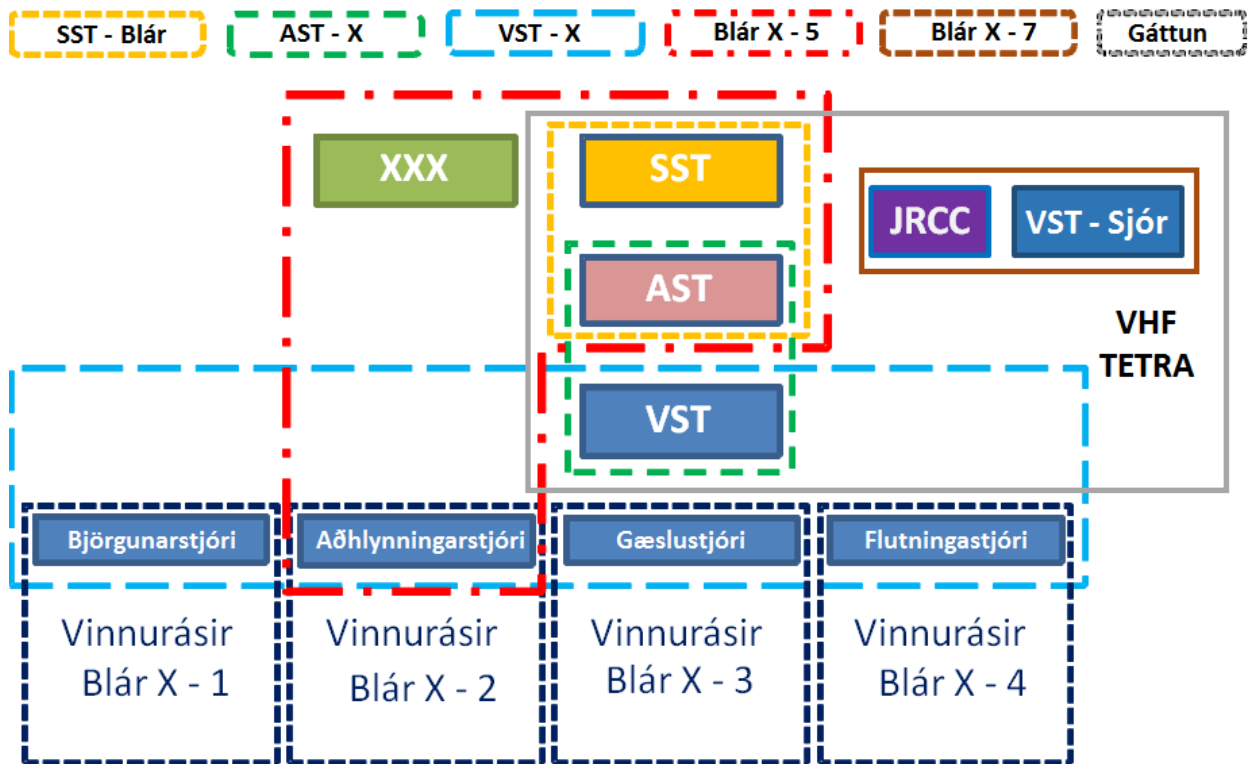 SST - Blár
AST - X
VST - X
Blár X - 5
Blár X - 7
Gáttun
XXX
SST
JRCC
VST - Sjór
AST
VHF
TETRA
VST
Björgunarstjóri
Aðhlynningarstjóri
Gæslustjóri
Flutningastjóri
Vinnurásir
Blár X - 1
Vinnurásir
Blár X - 2
Vinnurásir
Blár X - 3
Vinnurásir
Blár X - 4